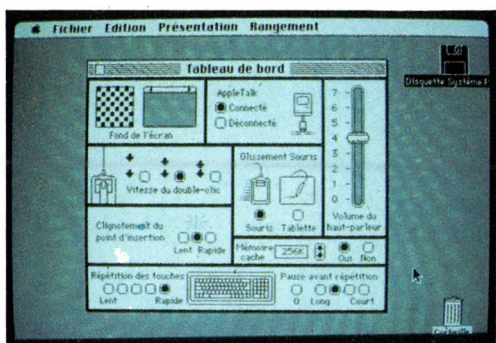 Fichier Edition Présentation Rangement
Disquette Système
Tableau de bord
Fond de l'écran
AppleTalk
Connecté
Déconnecté
7
6
5
4
3
2
1
0
Volume du
haut-parleur
Vitesse du double-clic
Glissement Souris
Souris Tablette
Clignotement du
point d'insertion
Lent Rapide
Mémoire
cache
256K
Oui Non
Répétition des touches
Lent Rapide
Pause avant répétition
0 Long Court
Corbeille